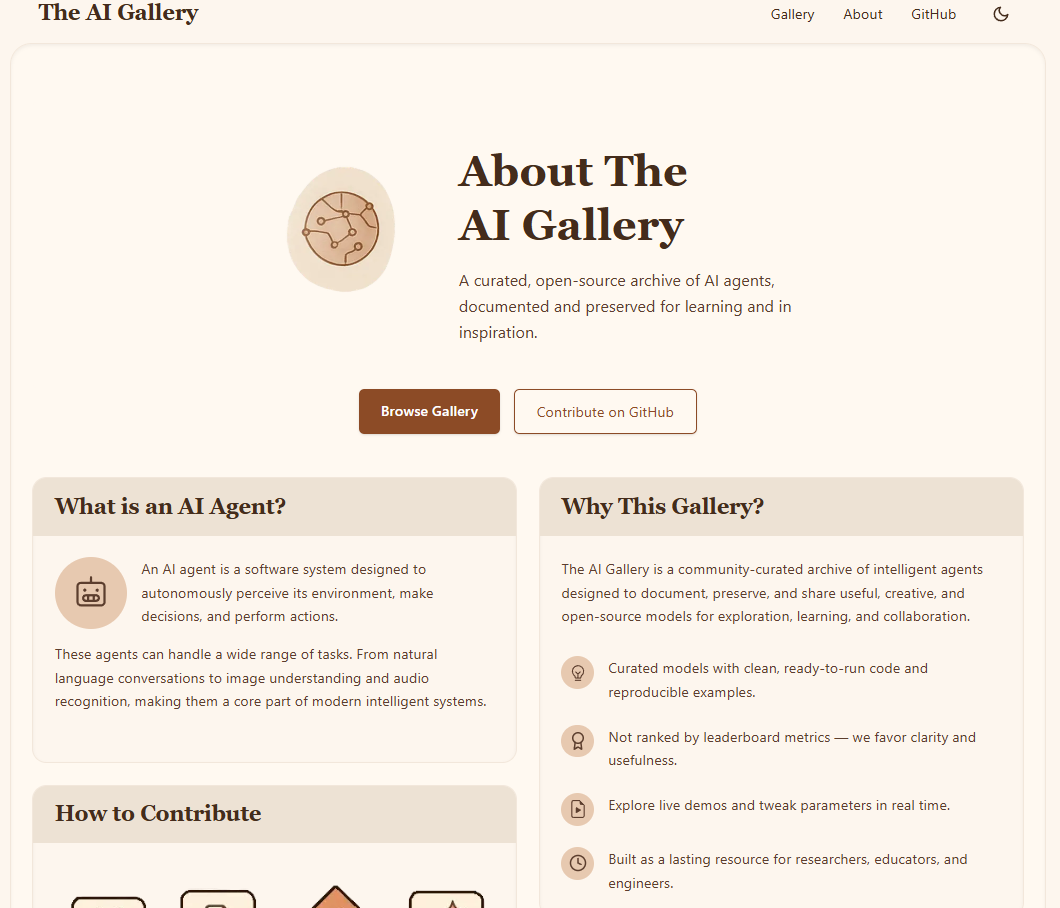 The AI Gallery
Gallery
About
GitHub
About The
AI Gallery
A curated, open-source archive of AI agents,
documented and preserved for learning and in
inspiration.
Browse Gallery
Contribute on GitHub
What is an AI Agent?
An AI agent is a software system designed to
autonomously perceive its environment, make
decisions, and perform actions.
These agents can handle a wide range of tasks. From natural
language conversations to image understanding and audio
recognition, making them a core part of modern intelligent systems.
How to Contribute
Why This Gallery?
The AI Gallery is a community-curated archive of intelligent agents
designed to document, preserve, and share useful, creative, and
open-source models for exploration, learning, and collaboration.
Curated models with clean, ready-to-run code and
reproducible examples.
Not ranked by leaderboard metrics — we favor clarity and
usefulness.
Explore live demos and tweak parameters in real time.
Built as a lasting resource for researchers, educators, and
engineers.